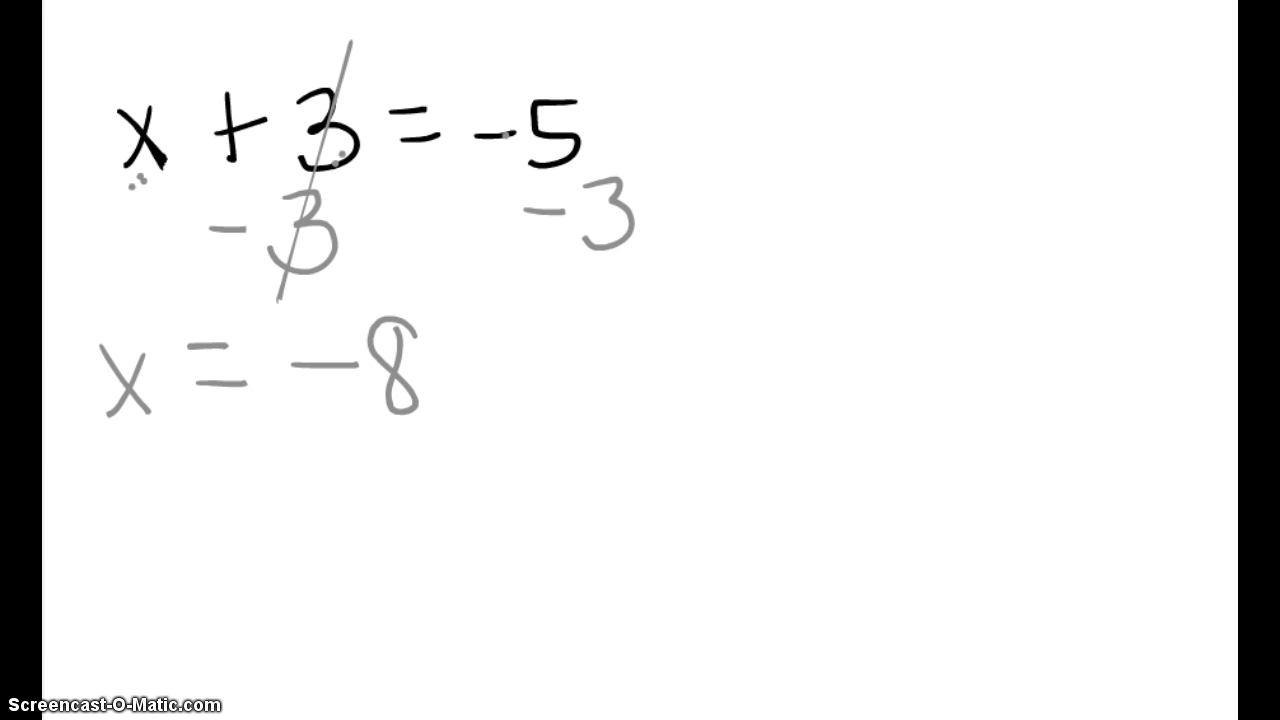 x + 3 = -5
- 3 - 3
x = -8
Screencast-O-Matic.com